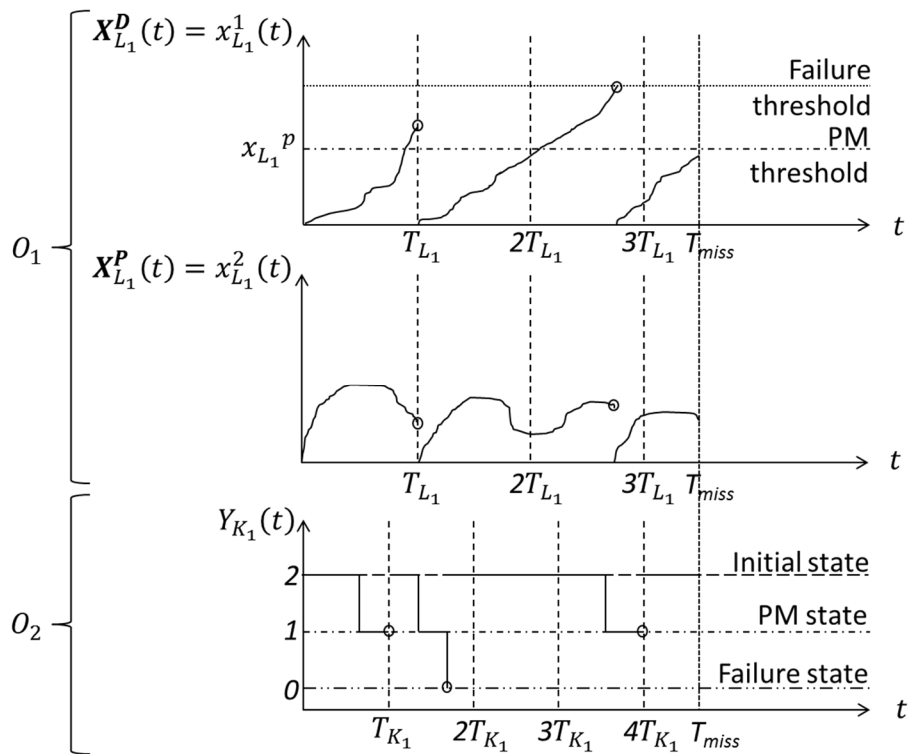 X^D_{L_1}(t) = x^1_{L_1}(t)
Failure
threshold
x_{L_1}^p
PM
threshold
t
T_{L_1} 2T_{L_1} 3T_{L_1} T_{miss}
O_1
X^P_{L_1}(t) = x^2_{L_1}(t)
t
T_{L_1} 2T_{L_1} 3T_{L_1} T_{miss}
Y_{K_1}(t)
2
Initial state
O_2
1
PM state
0
Failure state
t
T_{K_1} 2T_{K_1} 3T_{K_1} 4T_{K_1} T_{miss}